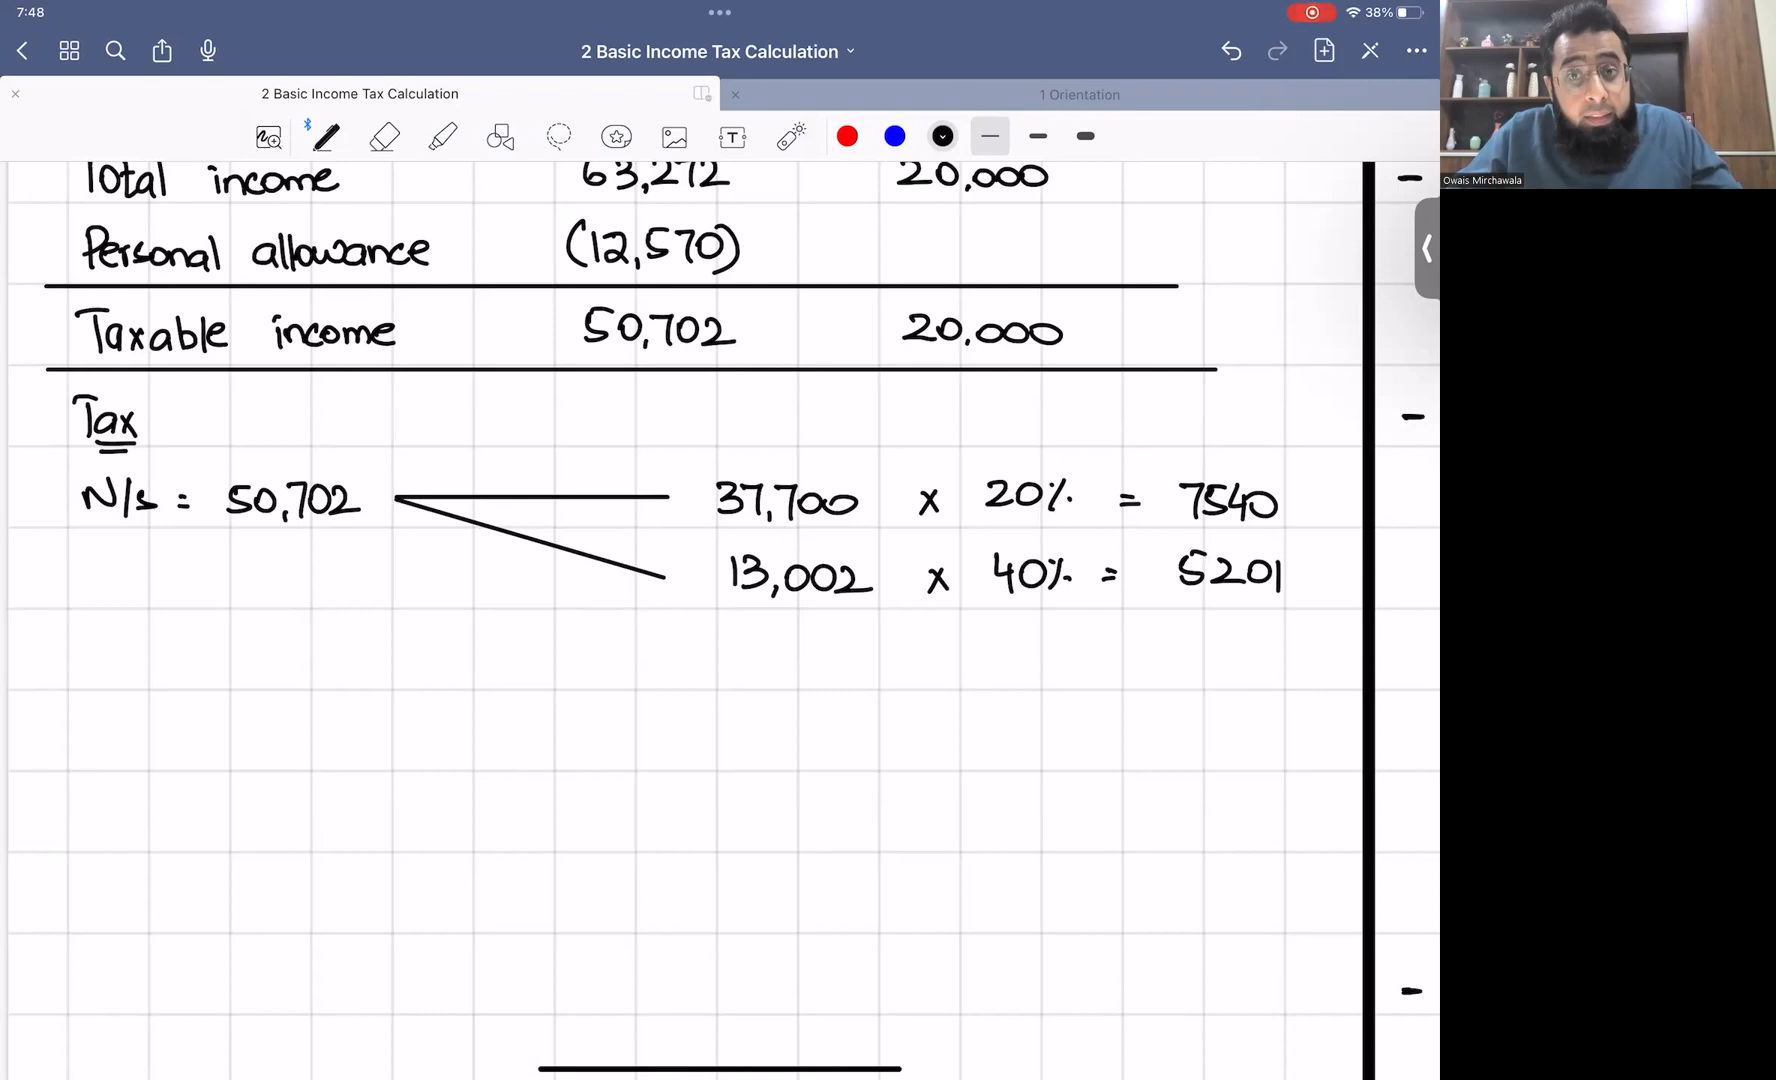 7:48
38%
2 Basic Income Tax Calculation
2 Basic Income Tax Calculation
1 Orientation
T
Owais Mirchawala
Total income 63,272 20,000
Personal allowance (12,570)
Taxable income 50,702 20,000
Tax
N/s = 50,702 37,700 x 20% = 7540
13,002 x 40% = 5201